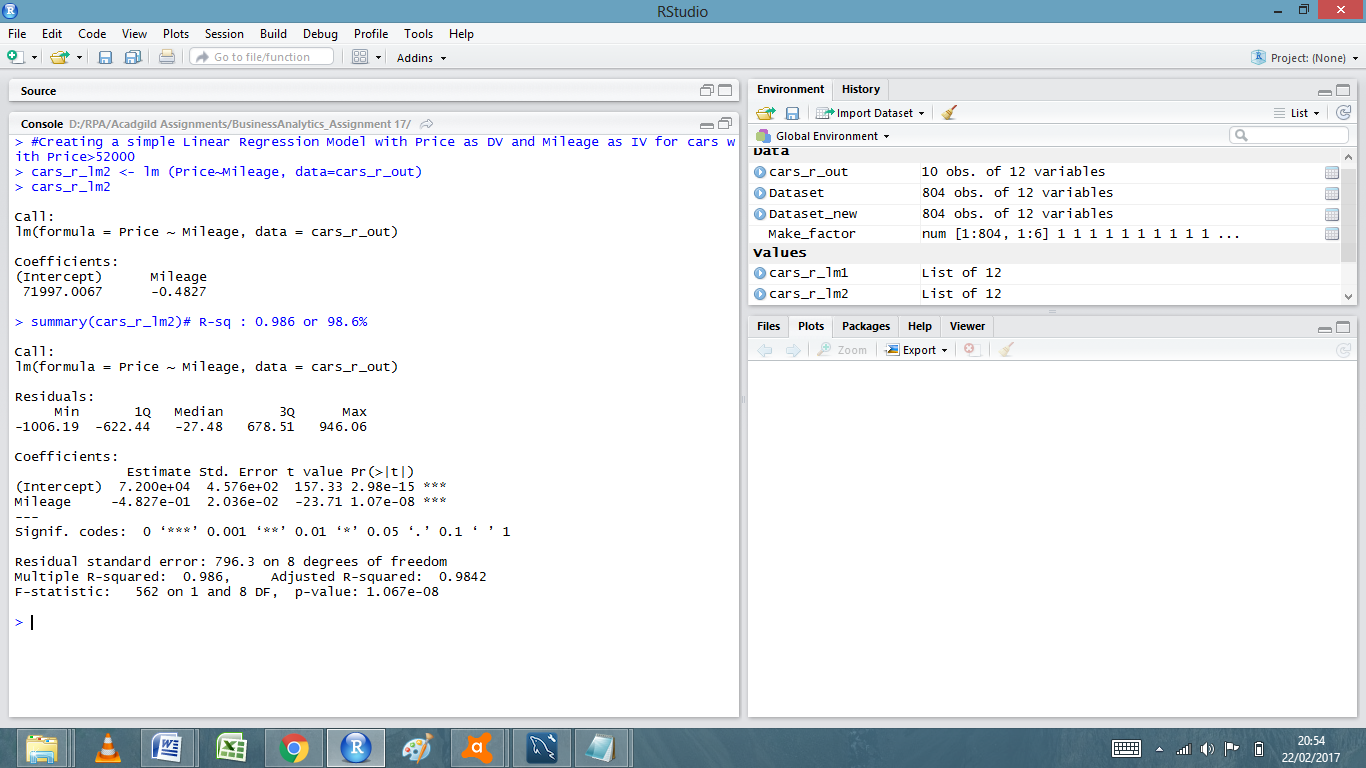 RStudio
File Edit Code View Plots Session Build Debug Profile Tools Help
Go to file/function Addins Project: (None)
Source
Console D:/RPA/Acadgild Assignments/BusinessAnalytics_Assignment 17/
> #Creating a simple Linear Regression Model with Price as DV and Mileage as IV for cars w
ith Price>52000
> cars_r_lm2 <- lm (Price~Mileage, data=cars_r_out)
> cars_r_lm2
Call:
lm(formula = Price ~ Mileage, data = cars_r_out)
Coefficients:
(Intercept) Mileage
71997.0067 -0.4827
> summary(cars_r_lm2)# R-sq : 0.986 or 98.6%
Call:
lm(formula = Price ~ Mileage, data = cars_r_out)
Residuals:
Min 1Q Median 3Q Max
-1006.19 -622.44 -27.48 678.51 946.06
Coefficients:
Estimate Std. Error t value Pr(>|t|)
(Intercept) 7.200e+04 4.576e+02 157.33 2.98e-15 ***
Mileage -4.827e-01 2.036e-02 -23.71 1.07e-08 ***
---
Signif. codes: 0 ‘***’ 0.001 ‘**’ 0.01 ‘*’ 0.05 ‘.’ 0.1 ‘ ’ 1
Residual standard error: 796.3 on 8 degrees of freedom
Multiple R-squared: 0.986, Adjusted R-squared: 0.9842
F-statistic: 562 on 1 and 8 DF, p-value: 1.067e-08
>
Environment History
Import Dataset List
Global Environment
Data
cars_r_out 10 obs. of 12 variables
Dataset 804 obs. of 12 variables
Dataset_new 804 obs. of 12 variables
Make_factor num [1:804, 1:6] 1 1 1 1 1 1 1 1 1 1 ...
Values
cars_r_lm1 List of 12
cars_r_lm2 List of 12
Files Plots Packages Help Viewer
Zoom Export
20:54
22/02/2017